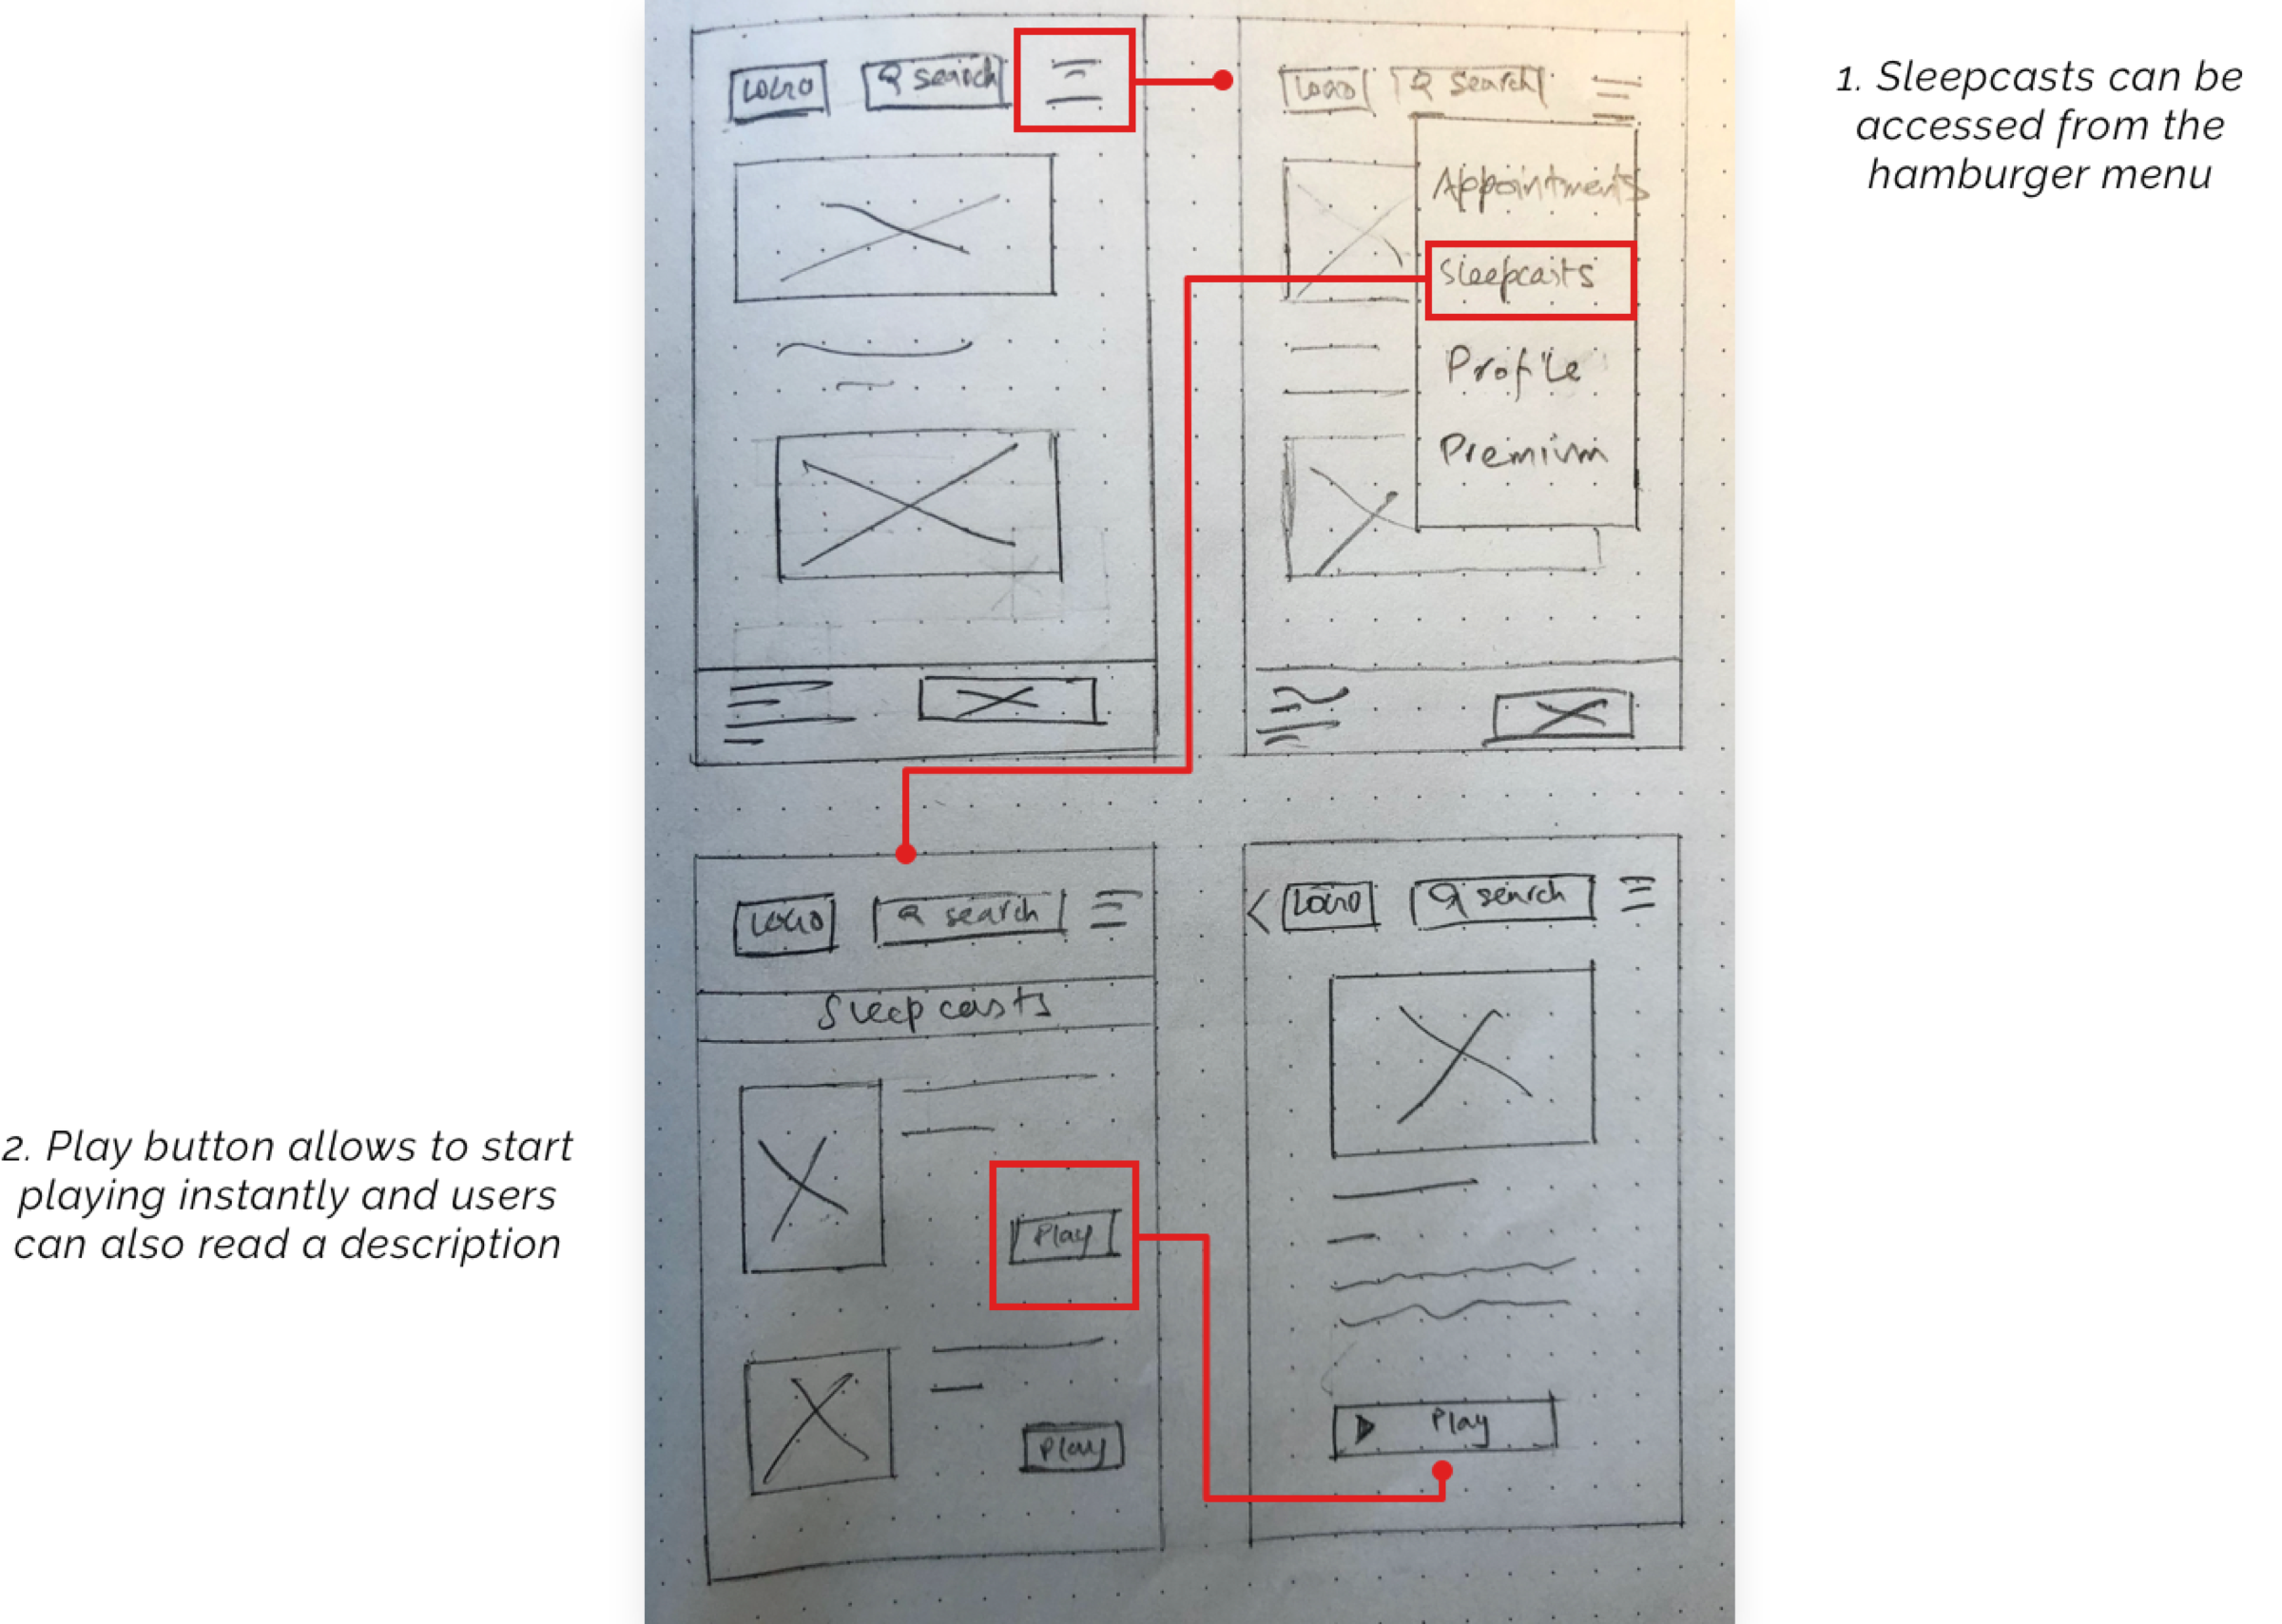 LOGO
search
LOGO
search
1. Sleepcasts can be
accessed from the
hamburger menu
Appointments
Sleepcasts
Profile
Premium
LOGO
search
LOGO
search
Sleepcasts
2. Play button allows to start
playing instantly and users
can also read a description
Play
Play
Play